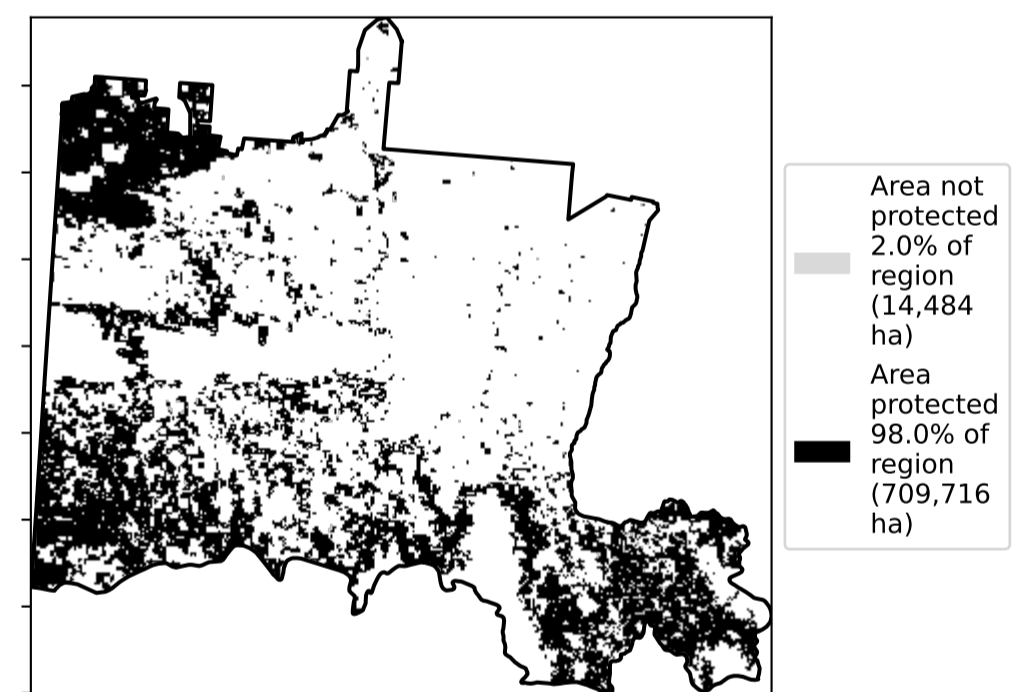 Area not
protected
2.0% of
region
(14,484
ha)
Area
protected
98.0% of
region
(709,716
ha)